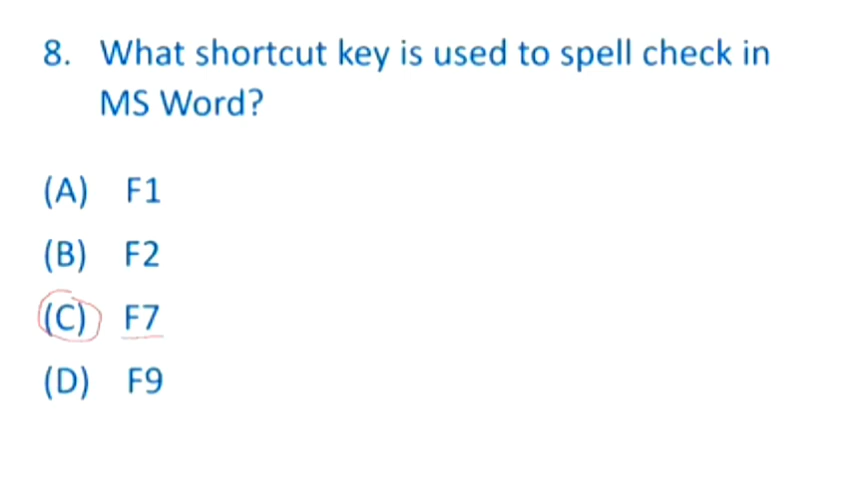 8. What shortcut key is used to spell check in
MS Word?
(A) F1
(B) F2
(C) F7
(D) F9